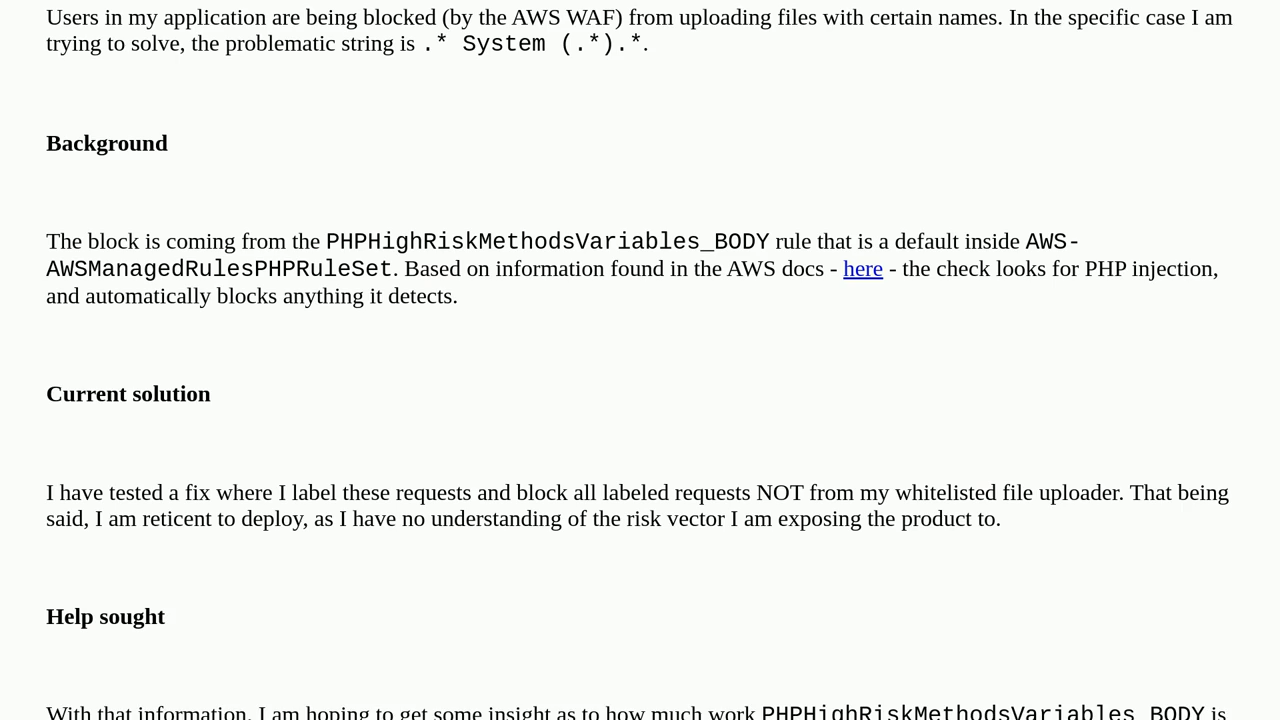 Users in my application are being blocked (by the AWS WAF) from uploading files with certain names. In the specific case I am
trying to solve, the problematic string is .* System (.*).*.
Background
The block is coming from the PHPHighRiskMethodsVariables_BODY rule that is a default inside AWS-
AWSManagedRulesPHPRuleSet. Based on information found in the AWS docs - here - the check looks for PHP injection,
and automatically blocks anything it detects.
Current solution
I have tested a fix where I label these requests and block all labeled requests NOT from my whitelisted file uploader. That being
said, I am reticent to deploy, as I have no understanding of the risk vector I am exposing the product to.
Help sought
With that information, I am hoping to get some insight as to how much work PHPHighRiskMethodsVariables_BODY is